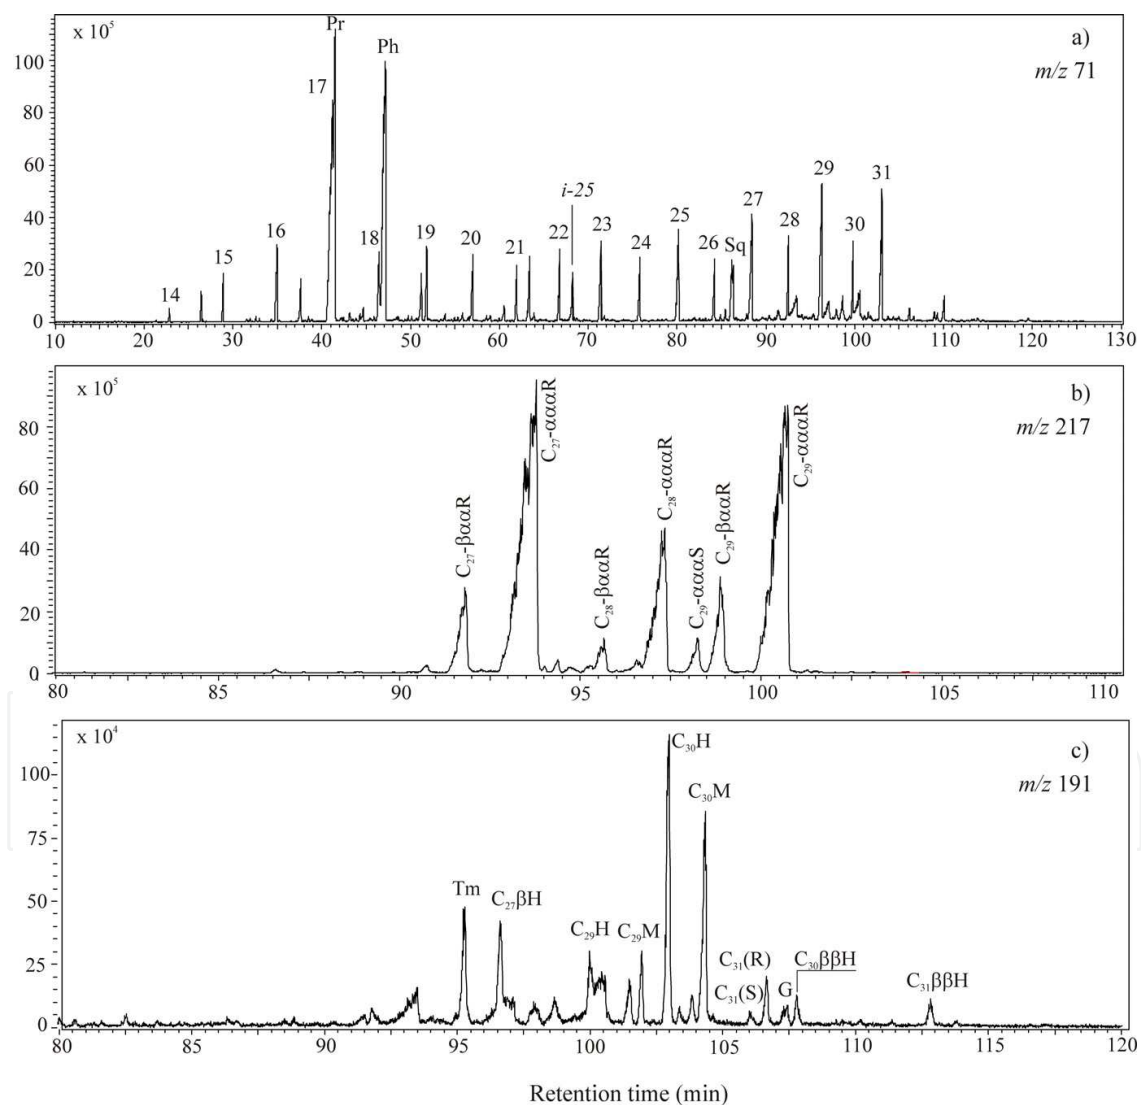 x 10⁵
a)
m/z 71
Pr
Ph
17
14
15
16
18
19
20
21
22
i-25
23
24
25
26
Sq
27
28
29
30
31
100
80
60
40
20
0
10 20 30 40 50 60 70 80 90 100 110 120 130
x 10⁵
b)
m/z 217
C₂₇-βααR
C₂₇-αααR
C₂₈-βααR
C₂₈-αααR
C₂₉-αααS
C₂₉-βααR
C₂₉-αααR
80
60
40
20
0
80 85 90 95 100 105 110
x 10⁴
c)
m/z 191
C₃₀H
C₃₀M
Tm
C₂₇βH
C₂₉H
C₂₉M
C₃₁(R)
C₃₁(S)
G
C₃₀ββH
C₃₁ββH
100
75
50
25
0
80 85 90 95 100 105 110 115 120
Retention time (min)